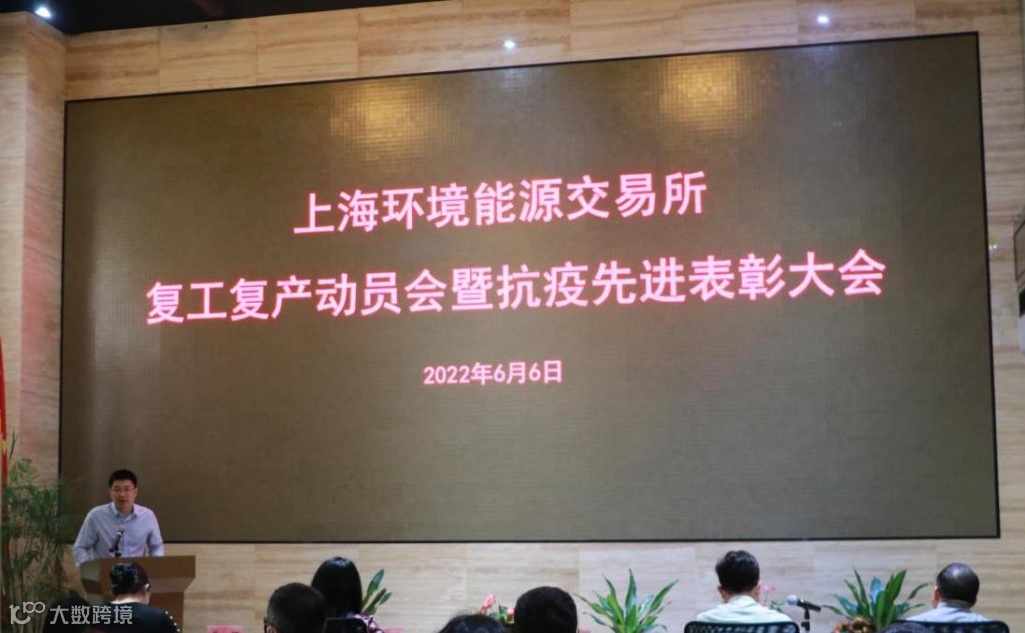 上海环境能源交易所
复工复产动员会暨抗疫先进表彰大会
2022年6月6日
大数跨境